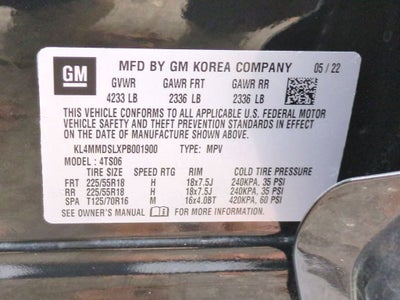 GM
MFD BY GM KOREA COMPANY 05 / 22
GVWR GAWR FRT GAWR RR
4233 LB 2336 LB 2336 LB
THIS VEHICLE CONFORMS TO ALL APPLICABLE U.S. FEDERAL MOTOR
VEHICLE SAFETY AND THEFT PREVENTION STANDARDS IN EFFECT ON THE
DATE OF MANUFACTURE SHOWN ABOVE.
KL4MMDSLXPB001900 TYPE: MPV
MODEL : 4TS06
TIRE SIZE SPEED RTG RIM COLD TIRE PRESSURE
FRT 225/55R18 H 18x7.5J 240KPA, 35 PSI
RR 225/55R18 H 18x7.5J 240KPA, 35 PSI
SPA T125/70R16 M 16x4.0BT 420KPA, 60 PSI
SEE OWNER'S MANUAL FOR MORE INFORMATION.